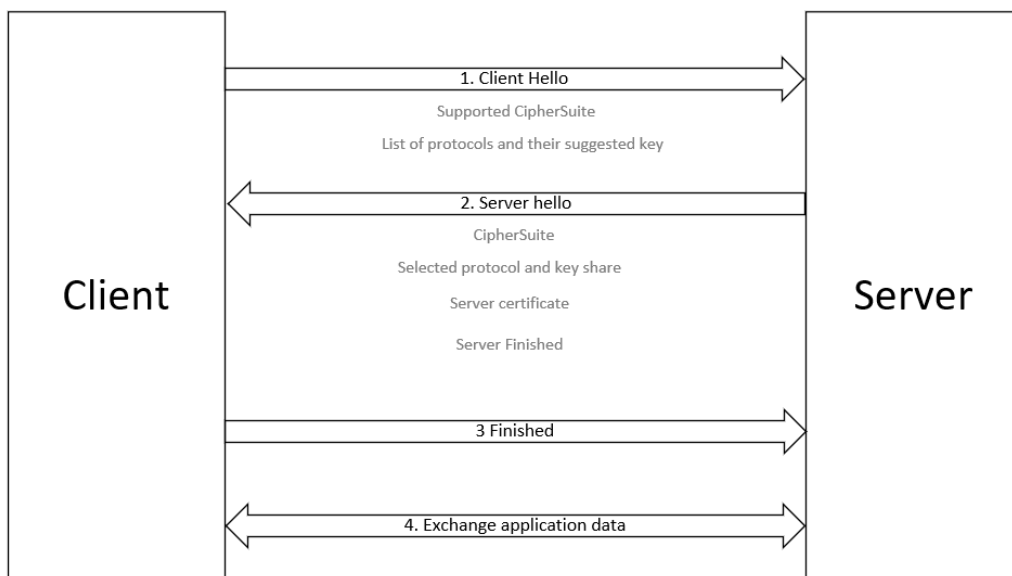 1. Client Hello
Supported CipherSuite
List of protocols and their suggested key
2. Server hello
CipherSuite
Selected protocol and key share
Client
Server
Server certificate
Server Finished
3 Finished
4. Exchange application data